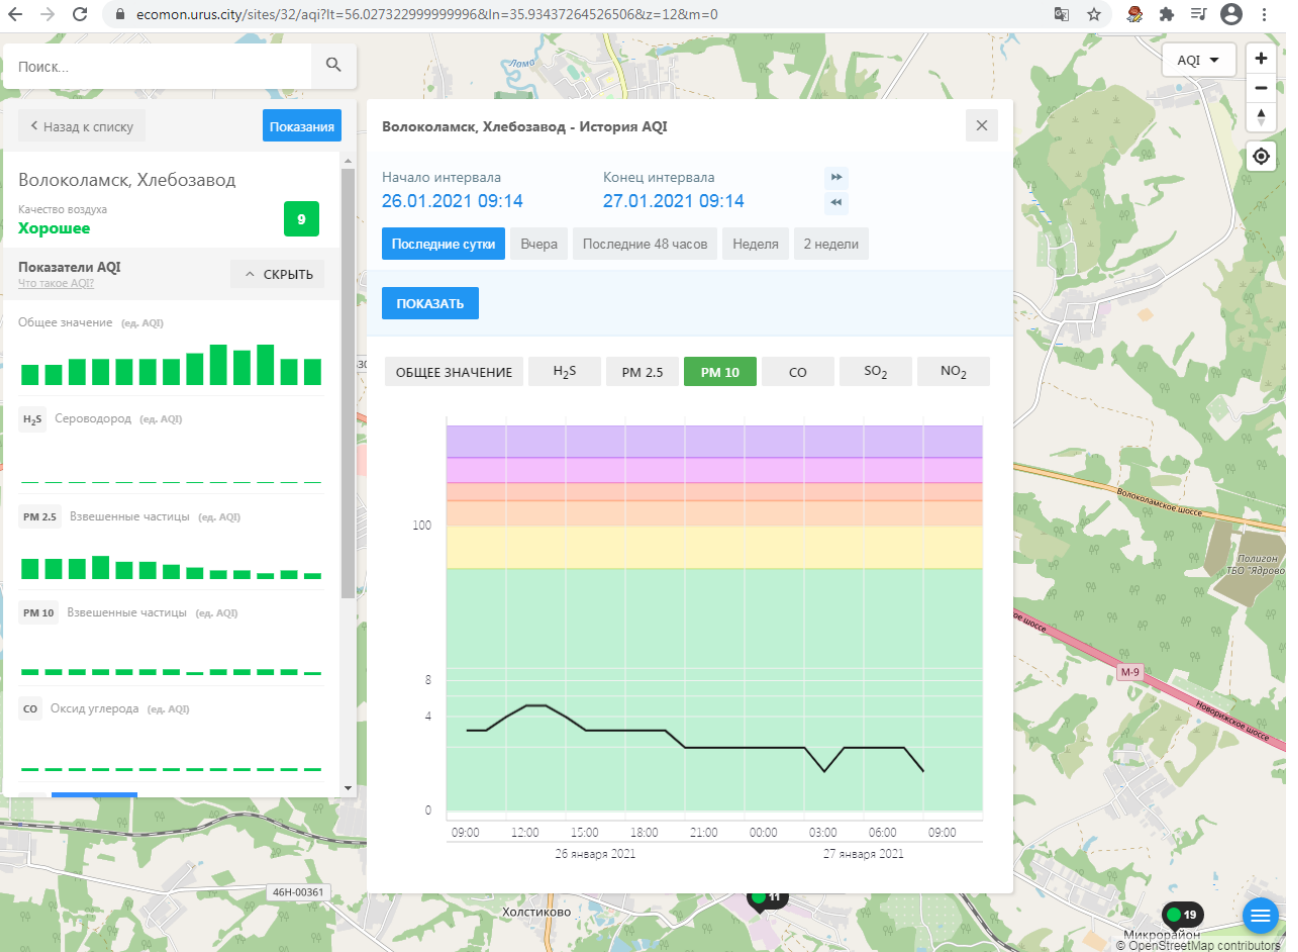 ecomon.urus.city/sites/32/aqi?lt=56.027322999999996&ln=35.93437264526506&z=12&m=0
Поиск...
Лама
AQI
Назад к списку
Показания
Волоколамск, Хлебозавод
Качество воздуха
Хорошее
9
Показатели AQI
Что такое AQI?
СКРЫТЬ
Общее значение (ед. AQI)
H₂S Сероводород (ед. AQI)
PM 2.5 Взвешенные частицы (ед. AQI)
PM 10 Взвешенные частицы (ед. AQI)
CO Оксид углерода (ед. AQI)
Волоколамск, Хлебозавод - История AQI
Начало интервала
26.01.2021 09:14
Конец интервала
27.01.2021 09:14
Последние сутки Вчера Последние 48 часов Неделя 2 недели
ПОКАЗАТЬ
ОБЩЕЕ ЗНАЧЕНИЕ H₂S PM 2.5 PM 10 CO SO₂ NO₂
100
8
4
0
09:00 12:00 15:00 18:00 21:00 00:00 03:00 06:00 09:00
26 января 2021 27 января 2021
Волоколамское шоссе
Полигон
ТБО "Ядрово
М-9
Новорижское шоссе
46Н-00361
11
Холстиково
19
Микрорайон
© OpenStreetMap contributors